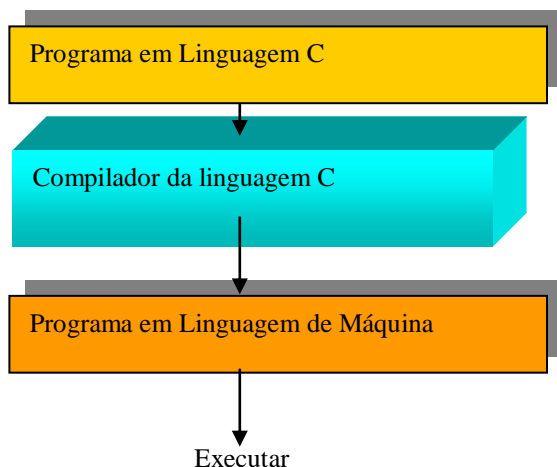 Programa em Linguagem C
Compilador da linguagem C
Programa em Linguagem de Máquina
Executar